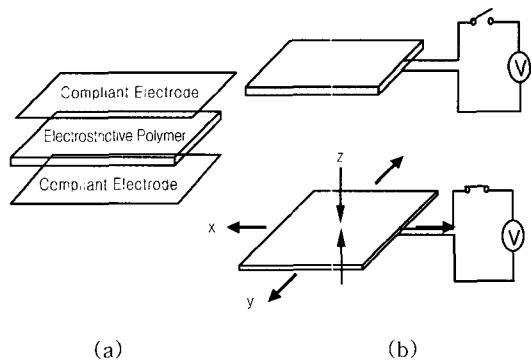 Compliant Electrode
Electrostrictive Polymer
Compliant Electrode
V
z
x
y
V
(a)
(b)